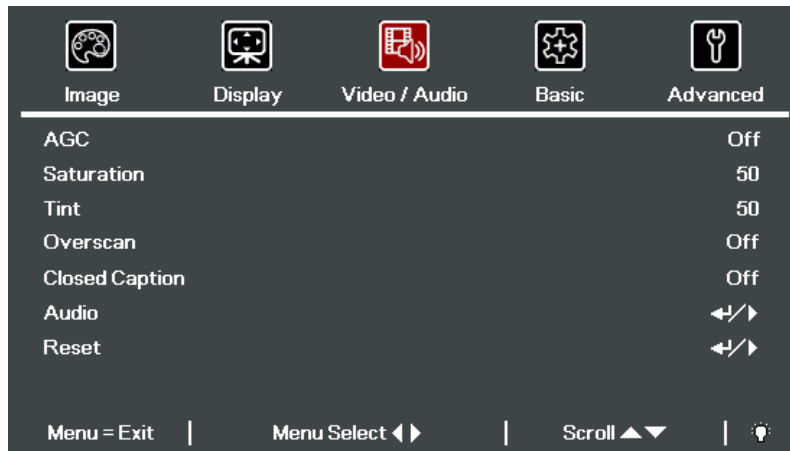 Image Display Video / Audio Basic Advanced
AGC Off
Saturation 50
Tint 50
Overscan Off
Closed Caption Off
Audio
Reset
Menu = Exit Menu Select Scroll